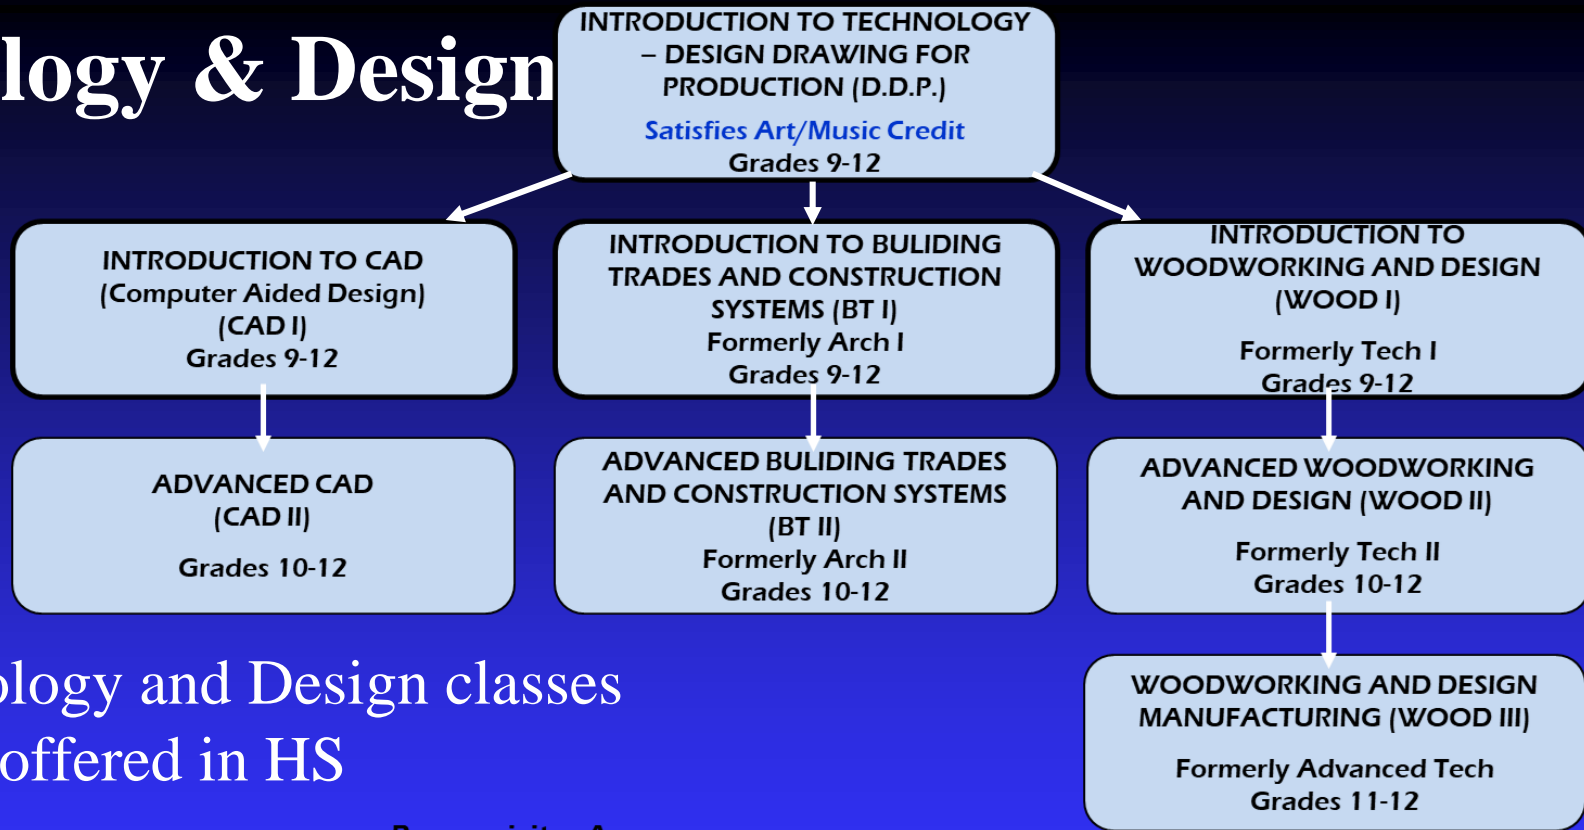 logy & Design
INTRODUCTION TO TECHNOLOGY
– DESIGN DRAWING FOR
PRODUCTION (D.D.P.)
Satisfies Art/Music Credit
Grades 9-12
INTRODUCTION TO CAD
(Computer Aided Design)
(CAD I)
Grades 9-12
INTRODUCTION TO BULIDING
TRADES AND CONSTRUCTION
SYSTEMS (BT I)
Formerly Arch I
Grades 9-12
INTRODUCTION TO
WOODWORKING AND DESIGN
(WOOD I)
Formerly Tech I
Grades 9-12
ADVANCED CAD
(CAD II)
Grades 10-12
ADVANCED BULIDING TRADES
AND CONSTRUCTION SYSTEMS
(BT II)
Formerly Arch II
Grades 10-12
ADVANCED WOODWORKING
AND DESIGN (WOOD II)
Formerly Tech II
Grades 10-12
WOODWORKING AND DESIGN
MANUFACTURING (WOOD III)
Formerly Advanced Tech
Grades 11-12
ology and Design classes
offered in HS